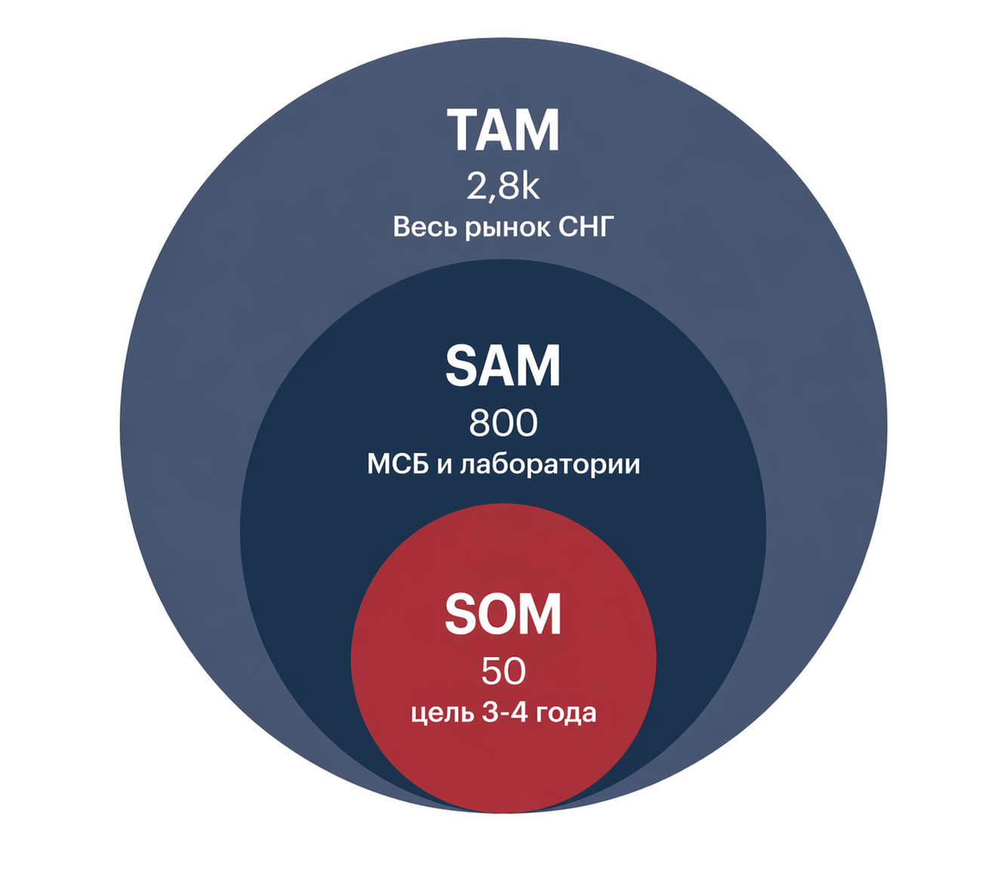 TAM
2,8k
Весь рынок СНГ
SAM
800
МСБ и лаборатории
SOM
50
цель 3-4 года